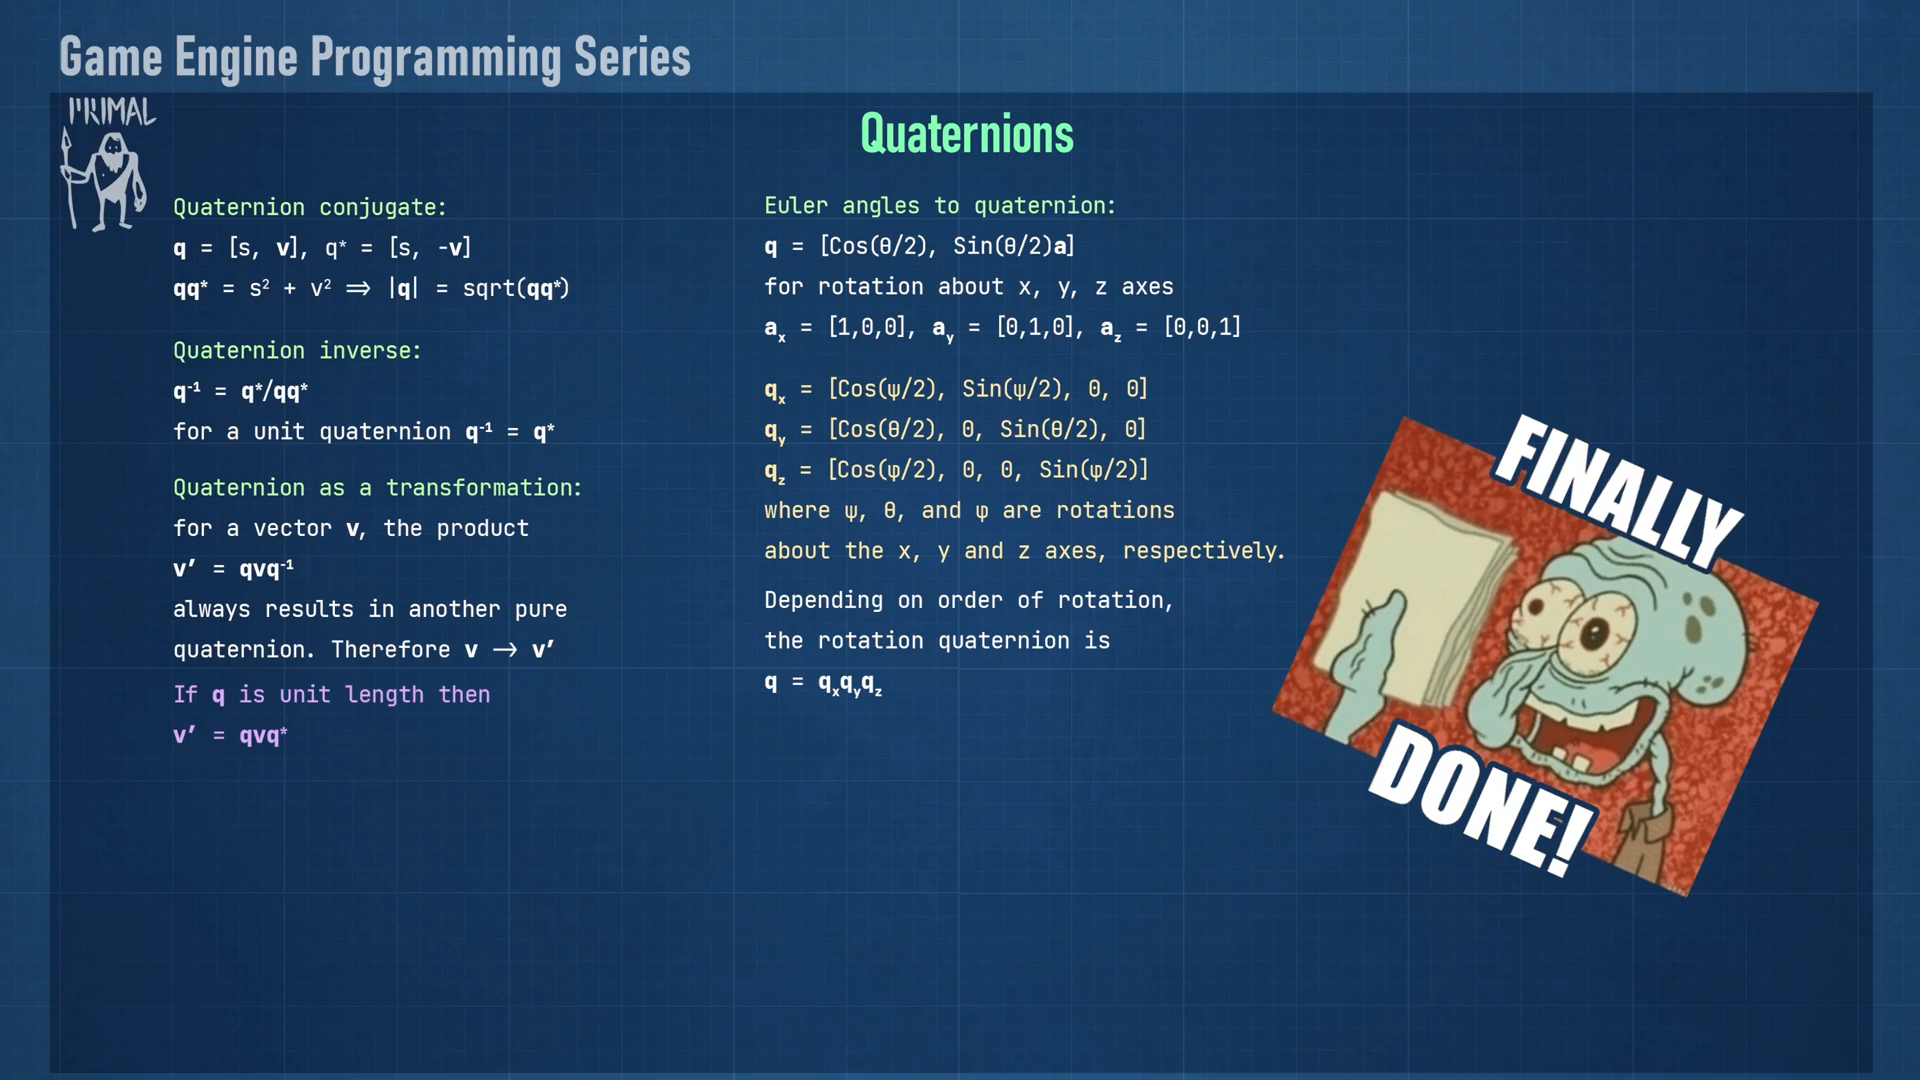 Game Engine Programming Series
PRIMAL
Quaternions
Quaternion conjugate:
q = [s, v], q* = [s, -v]
qq* = s² + v² ⇒ |q| = sqrt(qq*)
Quaternion inverse:
q⁻¹ = q*/qq*
for a unit quaternion q⁻¹ = q*
Quaternion as a transformation:
for a vector v, the product
v′ = qvq⁻¹
always results in another pure
quaternion. Therefore v → v′
If q is unit length then
v′ = qvq*
Euler angles to quaternion:
q = [Cos(θ/2), Sin(θ/2)a]
for rotation about x, y, z axes
aₓ = [1,0,0], a_y = [0,1,0], a_z = [0,0,1]
qₓ = [Cos(ψ/2), Sin(ψ/2), 0, 0]
q_y = [Cos(θ/2), 0, Sin(θ/2), 0]
q_z = [Cos(φ/2), 0, 0, Sin(φ/2)]
where ψ, θ, and φ are rotations
about the x, y and z axes, respectively.
Depending on order of rotation,
the rotation quaternion is
q = qₓq_yq_z
FINALLY
DONE!